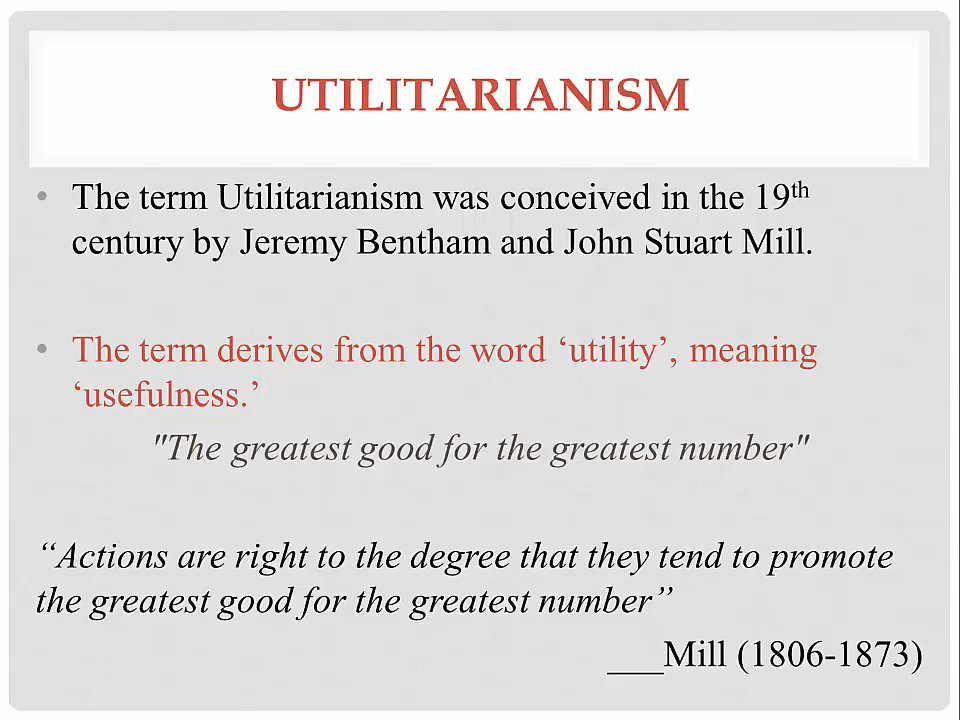 UTILITARIANISM
• The term Utilitarianism was conceived in the 19th
century by Jeremy Bentham and John Stuart Mill.
• The term derives from the word ‘utility’, meaning
‘usefulness.’
"The greatest good for the greatest number"
“Actions are right to the degree that they tend to promote
the greatest good for the greatest number”
___Mill (1806-1873)